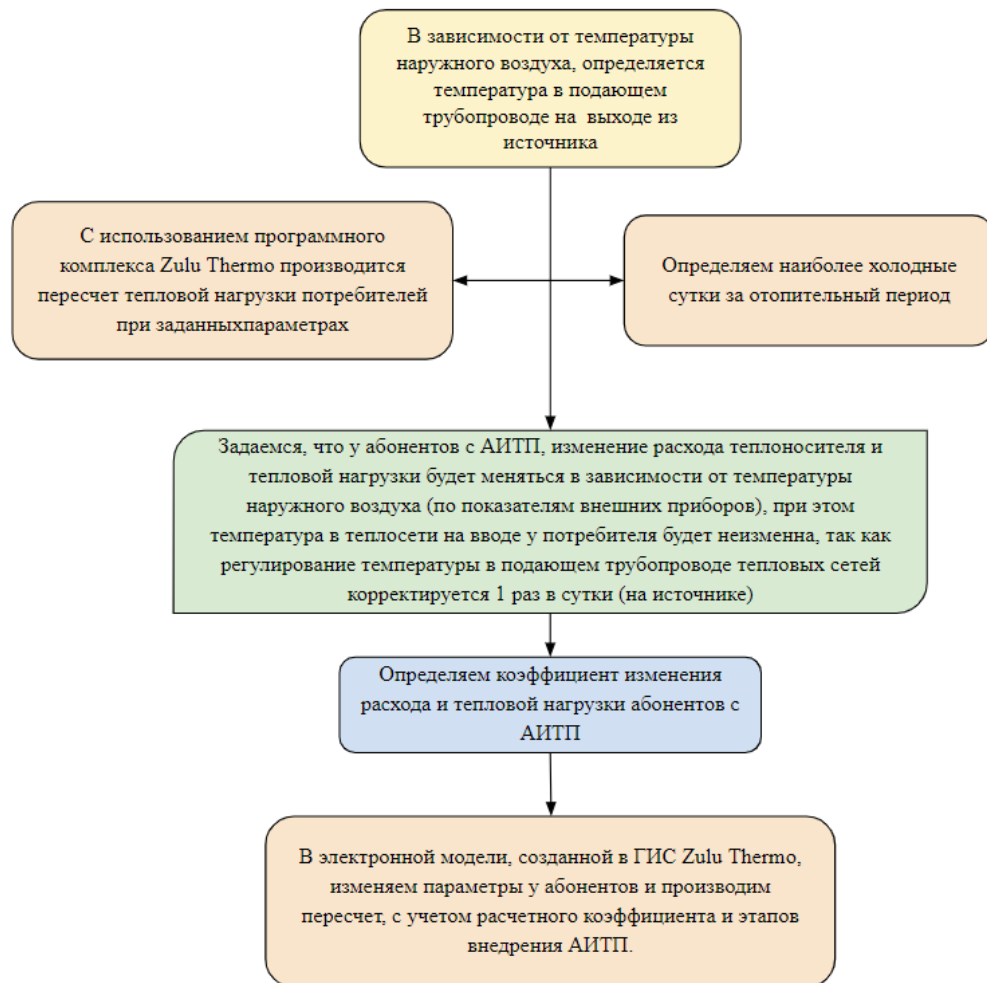 В зависимости от температуры
наружного воздуха, определяется
температура в подающем
трубопроводе на  выходе из
источника
С использованием программного
комплекса Zulu Thermo производится
пересчет тепловой нагрузки потребителей
при заданныхпараметрах
Определяем наиболее холодные
сутки за отопительный период
Задаемся, что у абонентов с АИТП, изменение расхода теплоносителя и
тепловой нагрузки будет меняться в зависимости от температуры
наружного воздуха (по показателям внешних приборов), при этом
температура в теплосети на вводе у потребителя будет неизменна, так как
регулирование температуры в подающем трубопроводе тепловых сетей
корректируется 1 раз в сутки (на источнике)
Определяем коэффициент изменения
расхода и тепловой нагрузки абонентов с
АИТП
В электронной модели, созданной в ГИС Zulu Thermo,
изменяем параметры у абонентов и производим
пересчет, с учетом расчетного коэффициента и этапов
внедрения АИТП.